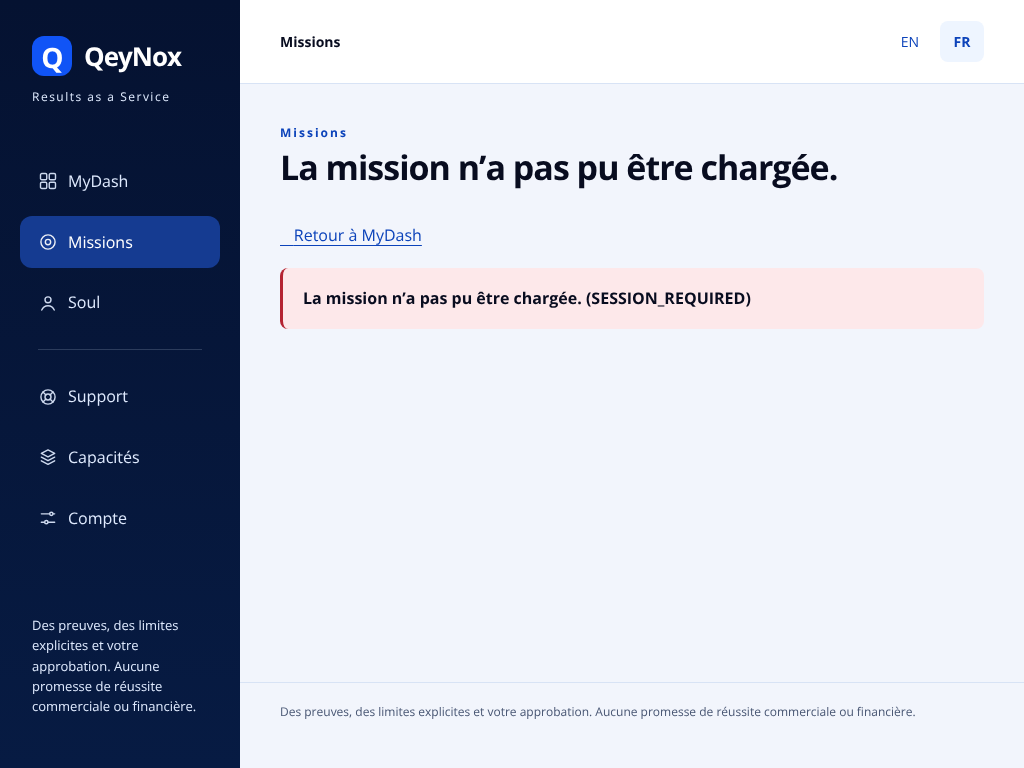 Q QeyNox
Results as a Service
MyDash
Missions
Soul
Support
Capacités
Compte
Des preuves, des limites
explicites et votre
approbation. Aucune
promesse de réussite
commerciale ou financière.
Missions
EN FR
Missions
La mission n’a pas pu être chargée.
Retour à MyDash
La mission n’a pas pu être chargée. (SESSION_REQUIRED)
Des preuves, des limites explicites et votre approbation. Aucune promesse de réussite commerciale ou financière.